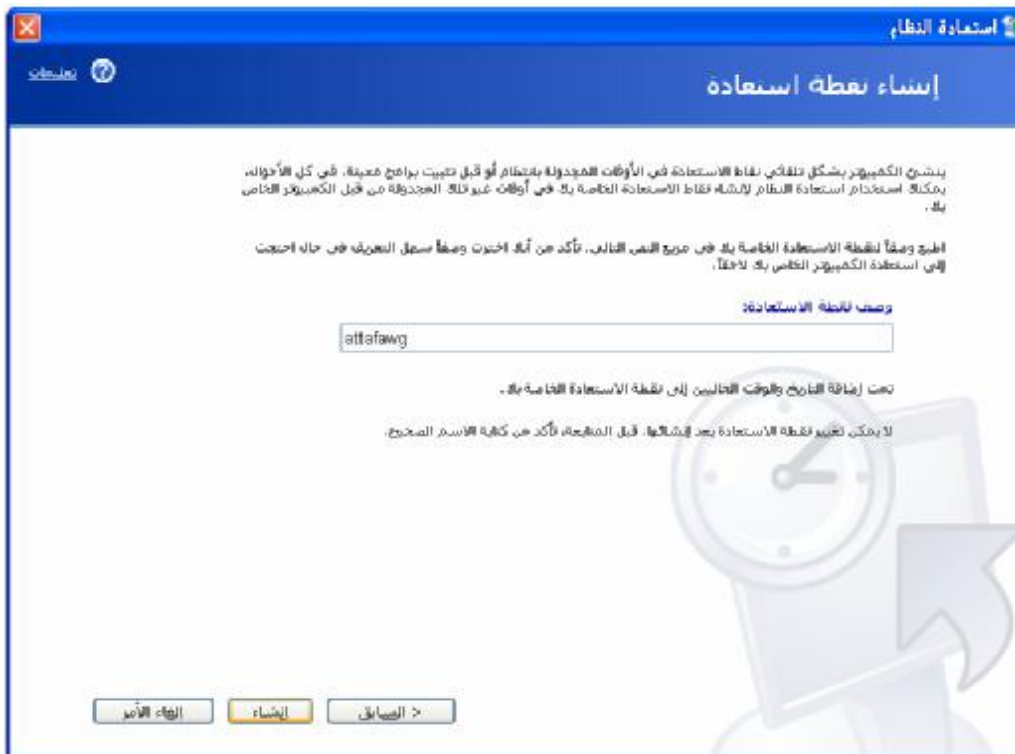 استعادة النظام
تعليمات
إنشاء نقطة استعادة
ينشئ الكمبيوتر بشكل تلقائي نقاط الاستعادة في الأوقات المجدولة بانتظام أو قبل تثبيت برامج معينة. في كل الأحوال،
يمكنك استخدام استعادة النظام لإنشاء نقاط الاستعادة الخاصة بك في أوقات غير تلك المجدولة من قبل الكمبيوتر الخاص
بك.
اطبع وصفاً لنقطة الاستعادة الخاصة بك في مربع النص التالي. تأكد من أنك اخترت وصفاً سهل التعريف في حال احتجت
إلى استعادة الكمبيوتر الخاص بك لاحقاً.
وصف نقطة الاستعادة:
attafawg
تمت إضافة التاريخ والوقت الحاليين إلى نقطة الاستعادة الخاصة بك.
لا يمكن تغيير نقطة الاستعادة بعد إنشائها. قبل المتابعة، تأكد من كتابة الاسم الصحيح.
< السابق
إنشاء
إلغاء الأمر